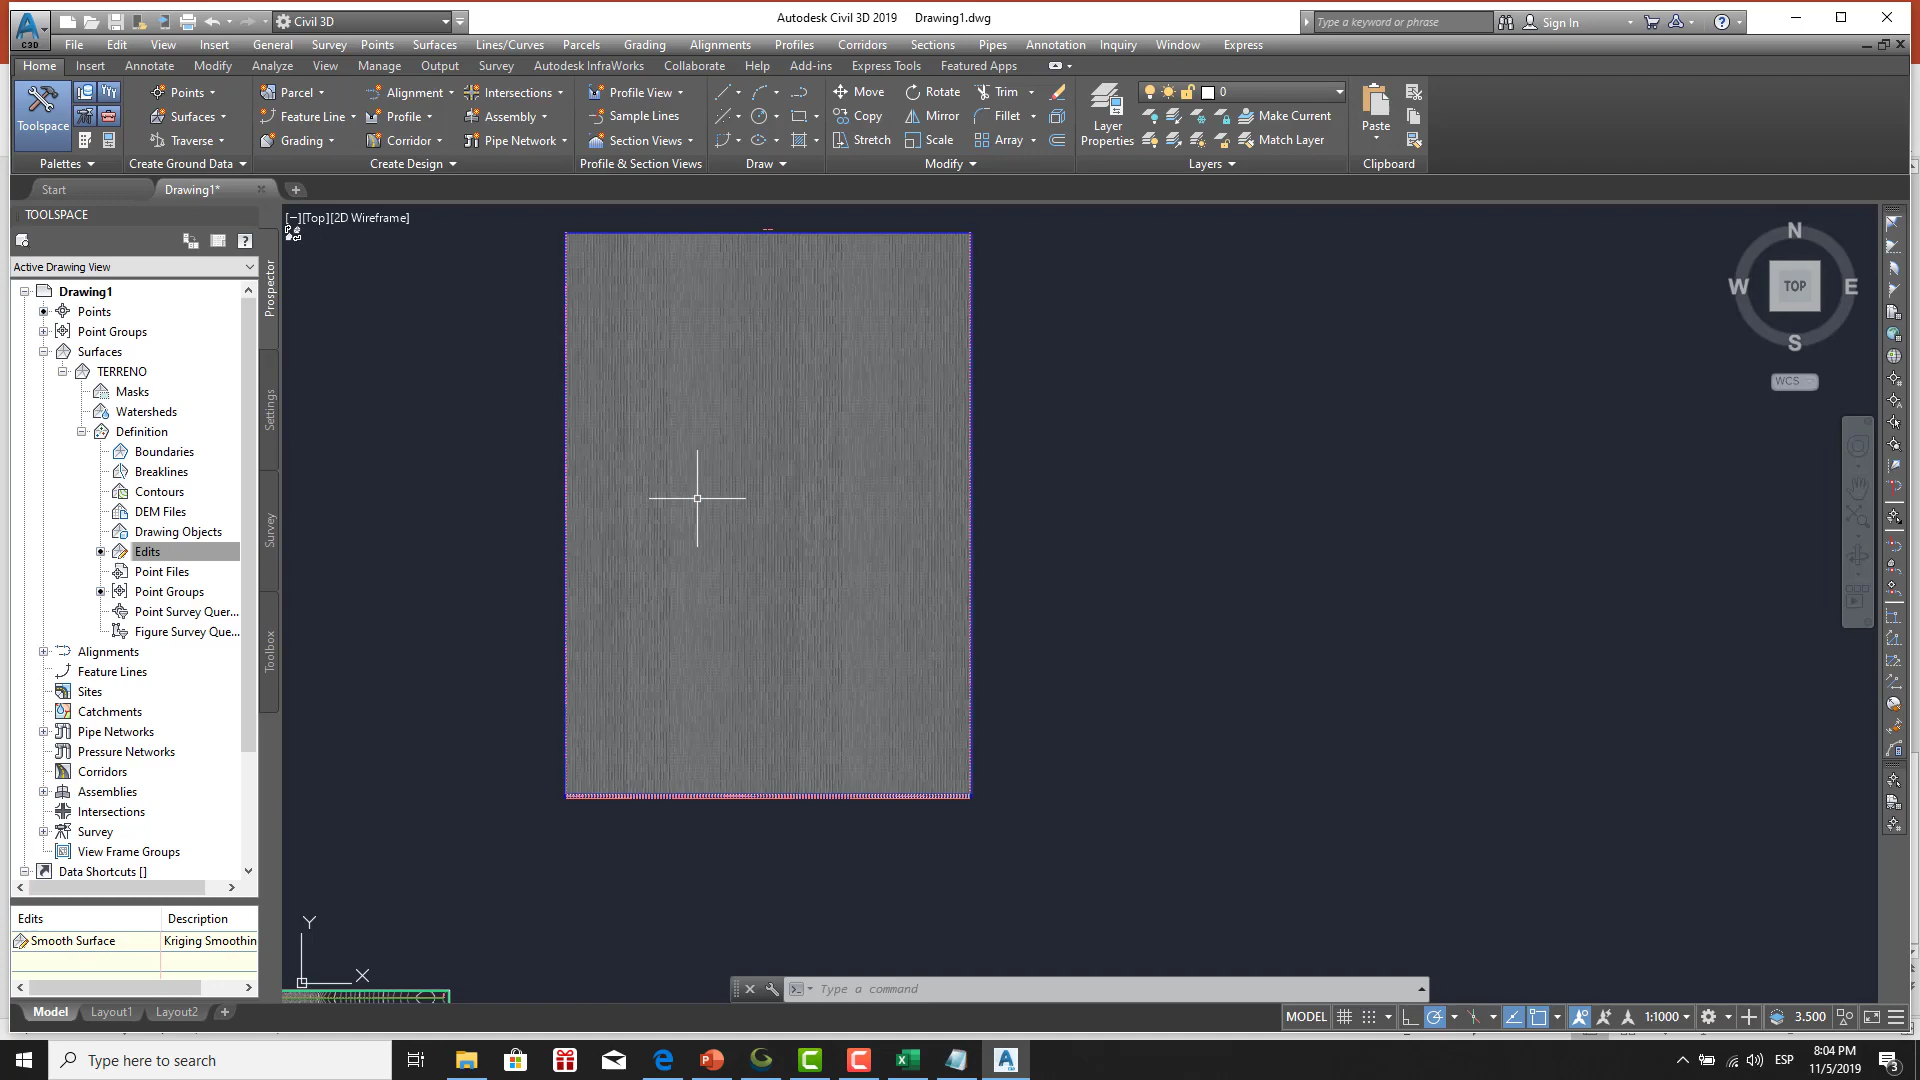 Civil 3D
Autodesk Civil 3D 2019 Drawing1.dwg
Type a keyword or phrase
Sign In
C3D
File Edit View Insert General Survey Points Surfaces Lines/Curves Parcels Grading Alignments Profiles Corridors Sections Pipes Annotation Inquiry Window Express
Home Insert Annotate Modify Analyze View Manage Output Survey Autodesk InfraWorks Collaborate Help Add-ins Express Tools Featured Apps
Points Parcel Alignment Intersections Profile View Move Rotate Trim 0
Toolspace Surfaces Feature Line Profile Assembly Sample Lines Copy Mirror Fillet Layer Properties Make Current Paste
Traverse Grading Corridor Pipe Network Section Views Stretch Scale Array Match Layer
Palettes Create Ground Data Create Design Profile & Section Views Draw Modify Layers Clipboard
Start Drawing1*
TOOLSPACE
[−][Top][2D Wireframe]
Active Drawing View
Prospector
Settings
Survey
Toolbox
Drawing1
Points
Point Groups
Surfaces
TERRENO
Masks
Watersheds
Definition
Boundaries
Breaklines
Contours
DEM Files
Drawing Objects
Edits
Point Files
Point Groups
Point Survey Quer...
Figure Survey Que...
Alignments
Feature Lines
Sites
Catchments
Pipe Networks
Pressure Networks
Corridors
Assemblies
Intersections
Survey
View Frame Groups
Data Shortcuts []
N
W TOP E
S
WCS
Edits Description
Smooth Surface Kriging Smoothin
Y
X
Type a command
Model Layout1 Layout2
MODEL 1:1000 3.500
Type here to search
ESP
8:04 PM
11/5/2019
3